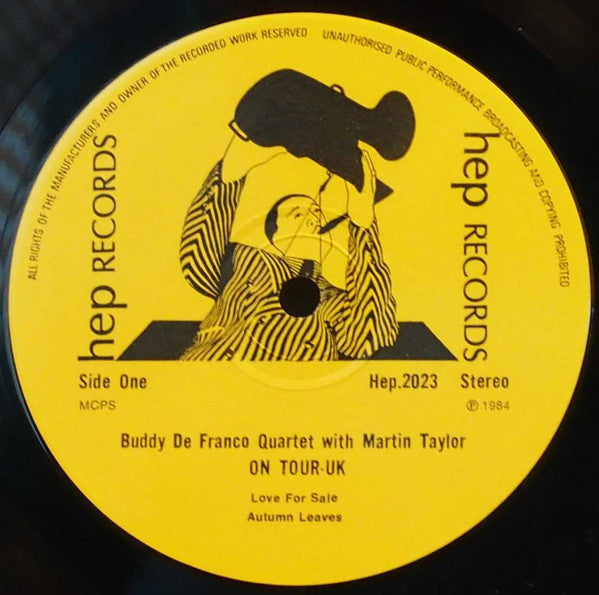 ALL RIGHTS OF THE MANUFACTURERS AND OWNER OF THE RECORDED WORK RESERVED UNAUTHORISED PUBLIC PERFORMANCE BROADCASTING AND COPYING PROHIBITED
hep RECORDS
hep RECORDS
Side One Hep.2023 Stereo
MCPS ℗ 1984
Buddy De Franco Quartet with Martin Taylor
ON TOUR-UK
Love For Sale
Autumn Leaves